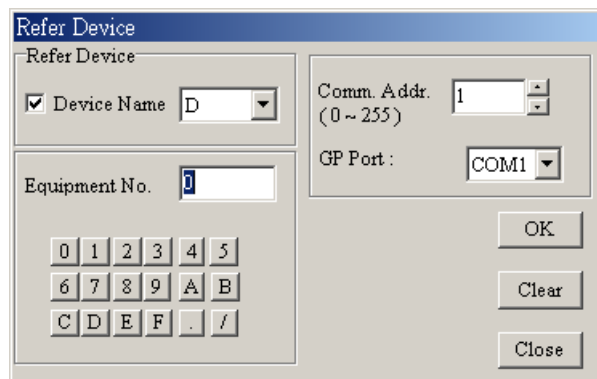 Refer Device
Refer Device
Device Name D
Equipment No. 0
0 1 2 3 4 5
6 7 8 9 A B
C D E F . /
Comm. Addr. 1
( 0 ~ 255 )
GP Port : COM1
OK
Clear
Close